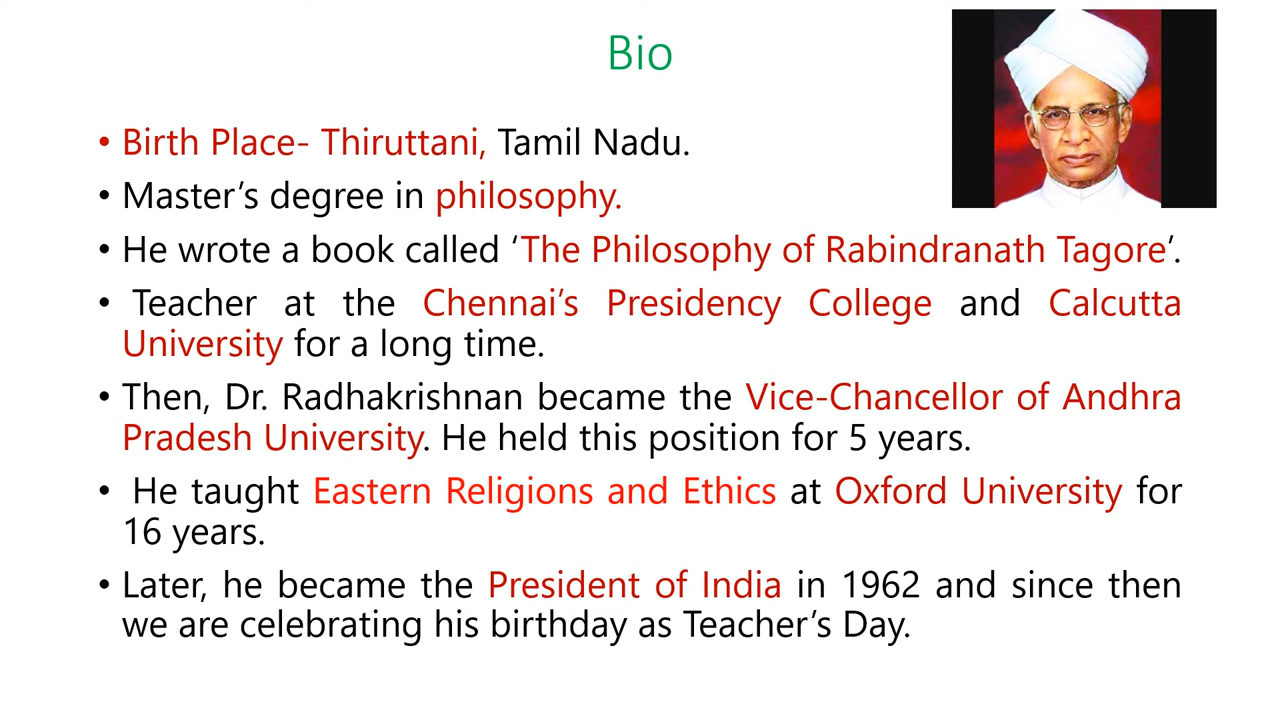 Bio
• Birth Place- Thiruttani, Tamil Nadu.
• Master’s degree in philosophy.
• He wrote a book called ‘The Philosophy of Rabindranath Tagore’.
• Teacher at the Chennai’s Presidency College and Calcutta
University for a long time.
• Then, Dr. Radhakrishnan became the Vice-Chancellor of Andhra
Pradesh University. He held this position for 5 years.
• He taught Eastern Religions and Ethics at Oxford University for
16 years.
• Later, he became the President of India in 1962 and since then
we are celebrating his birthday as Teacher’s Day.